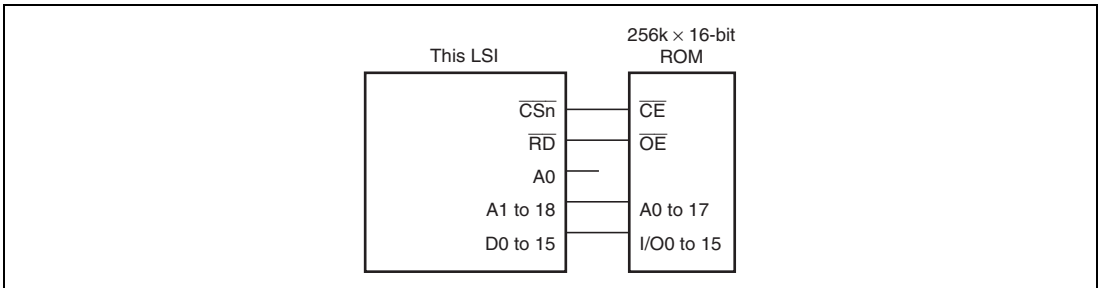 256k × 16-bit
This LSI ROM
CSn CE
RD OE
A0
A1 to 18 A0 to 17
D0 to 15 I/O0 to 15